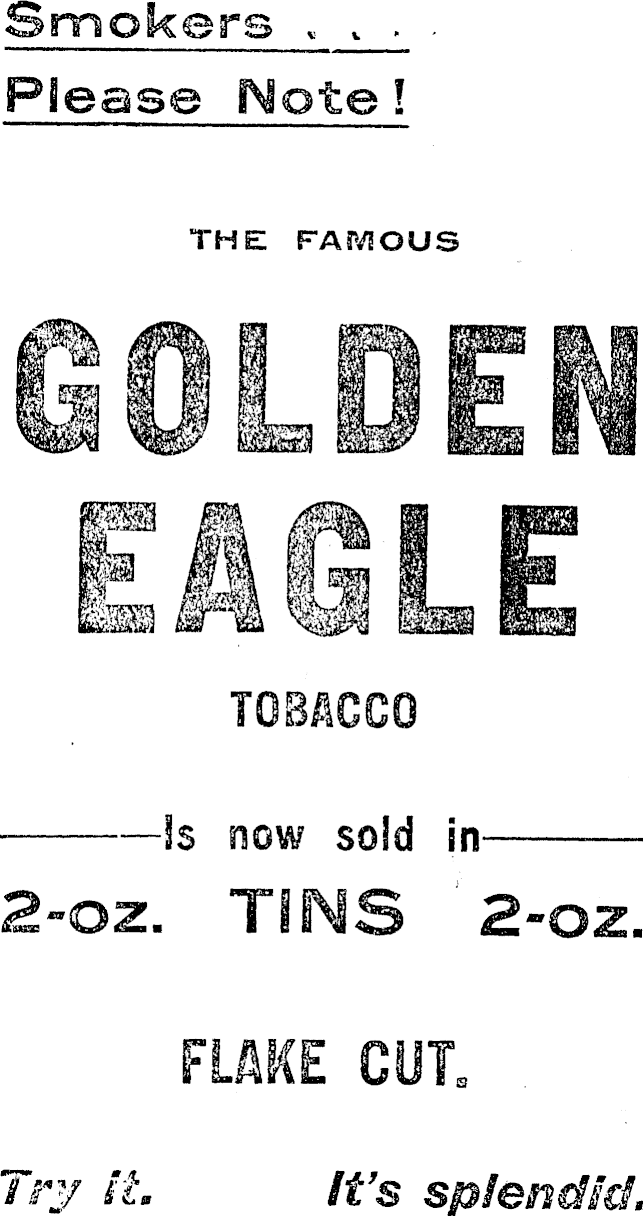 Smokers . . . .
Please Note!
THE FAMOUS
GOLDEN
EAGLE
TOBACCO
Is now sold in
2-oz. TINS 2-oz.
FLAKE CUT.
Try it. It's splendid.